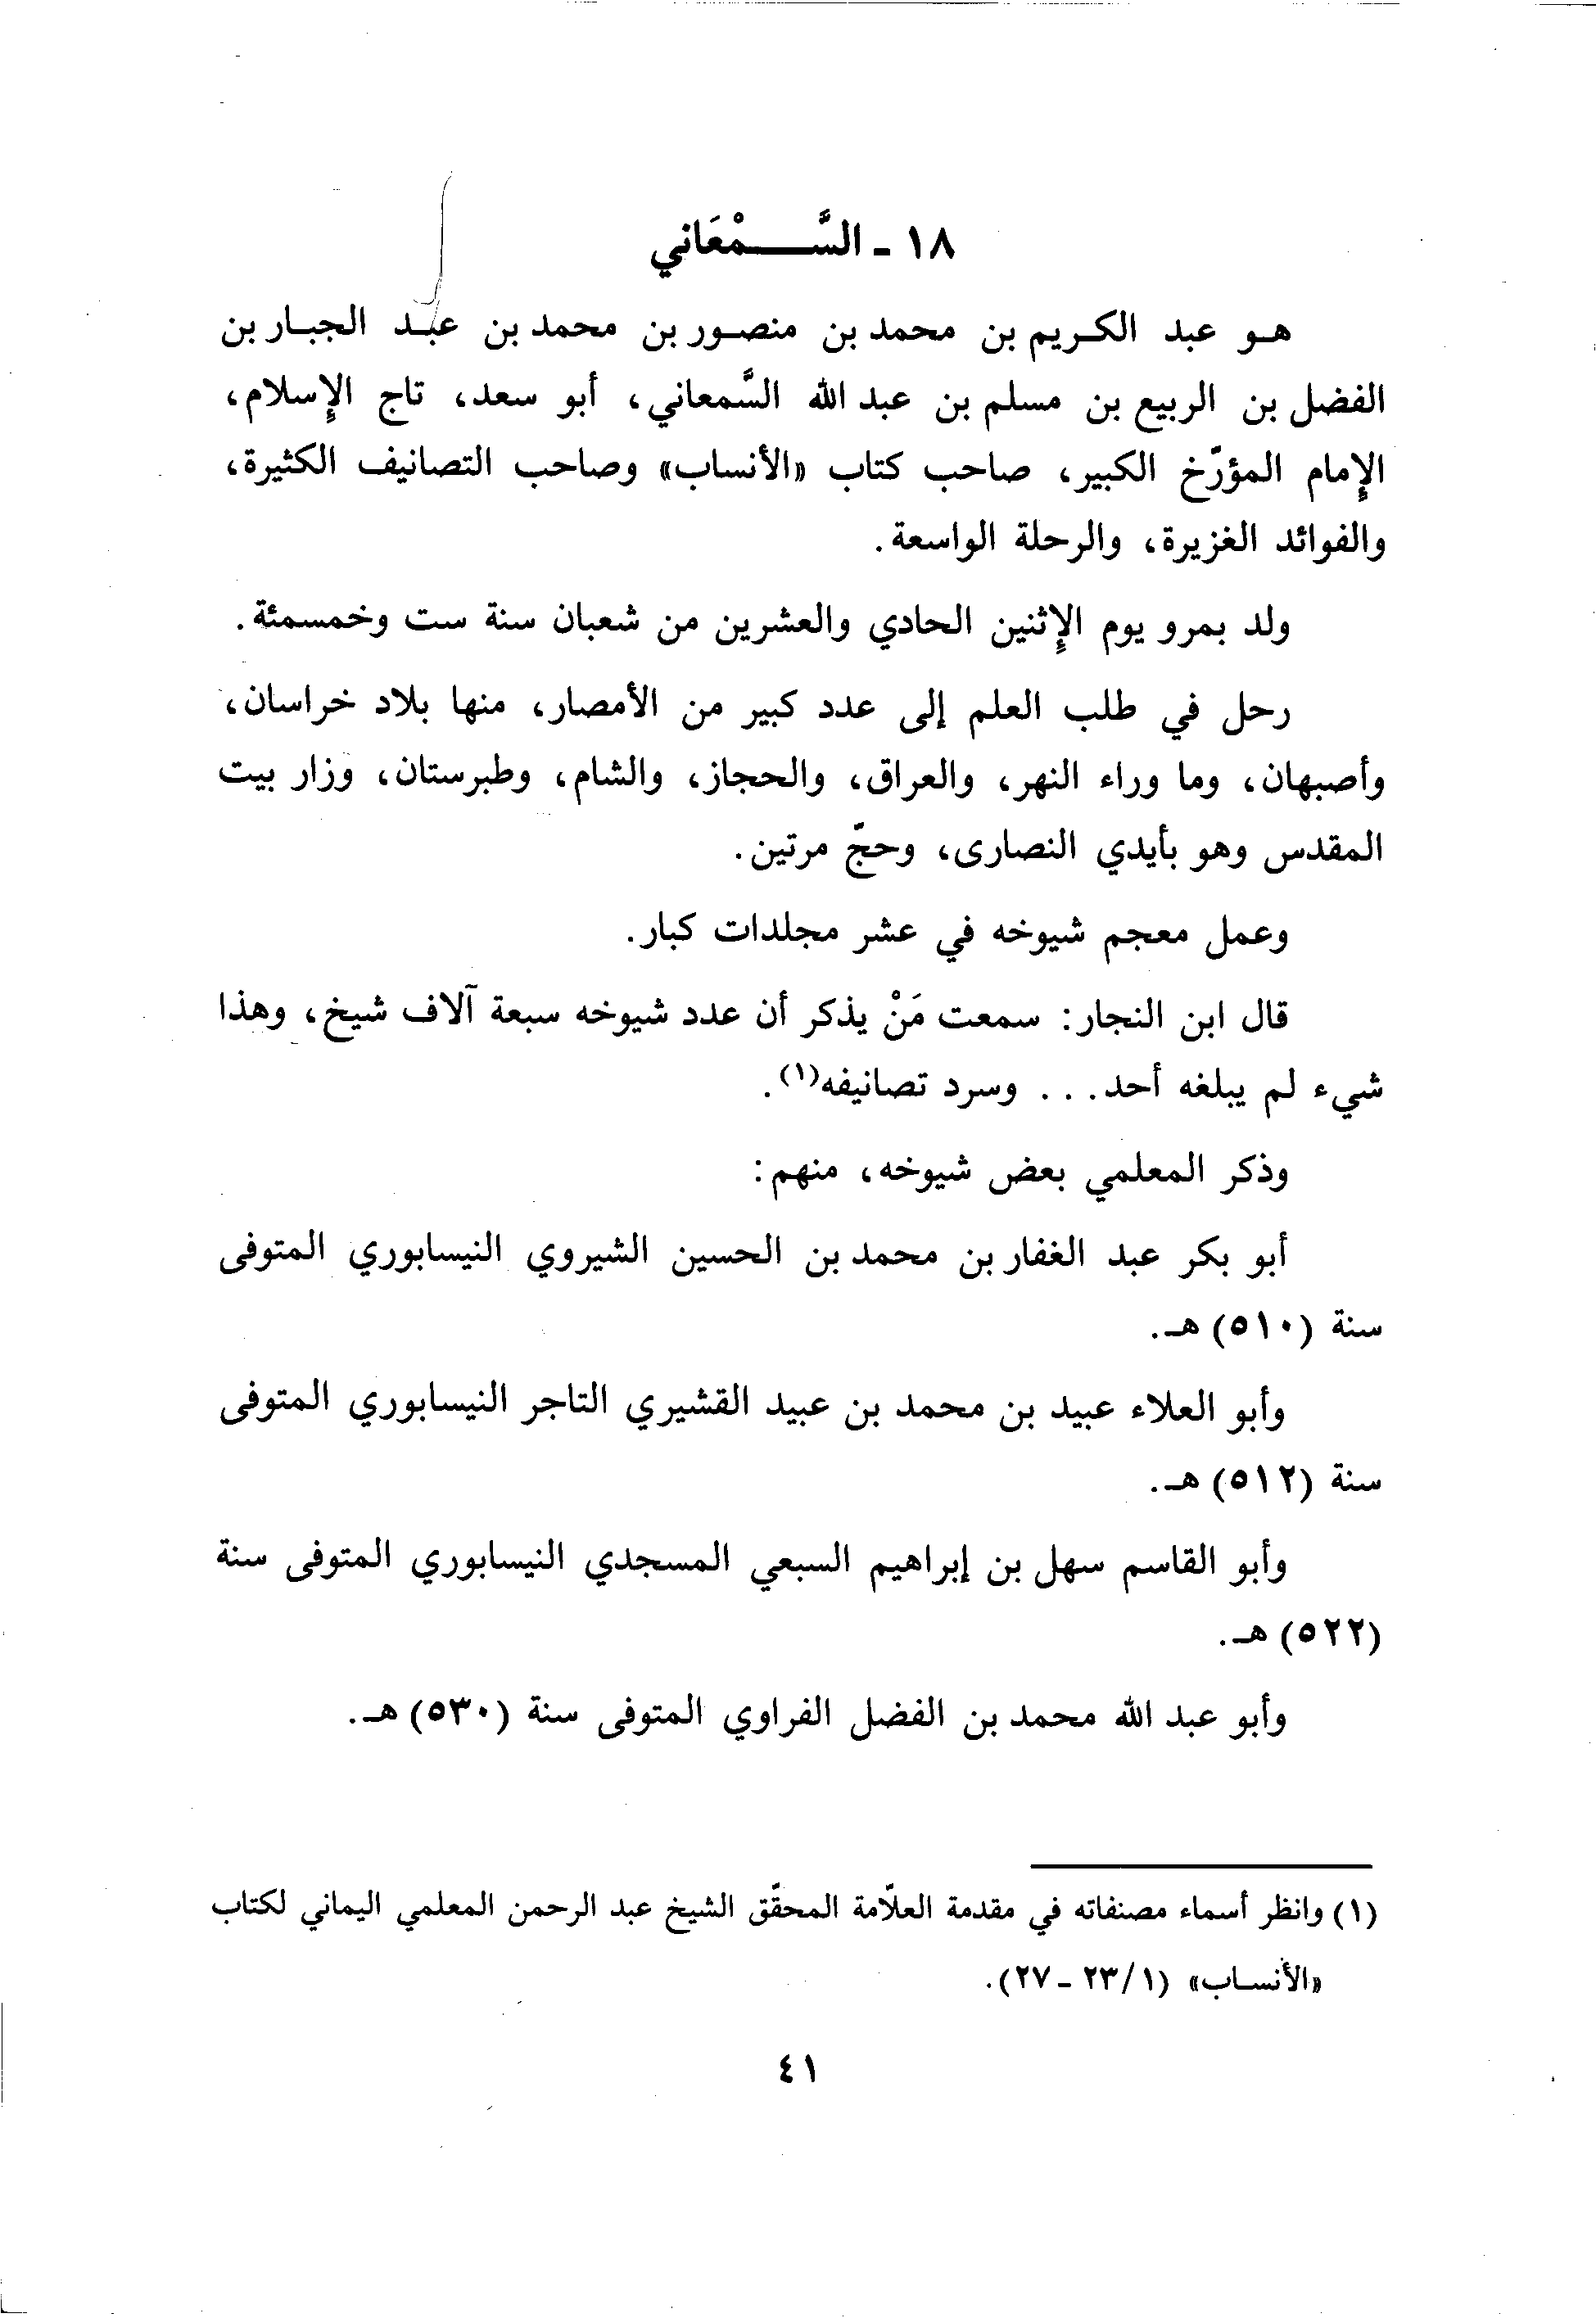 ١٨ - السَّمْعَاني
هو عبد الكريم بن محمد بن منصور بن محمد بن عبد الجبار بن
الفضل بن الربيع بن مسلم بن عبد الله السَّمعاني، أبو سعد، تاج الإسلام،
الإمام المؤرّخ الكبير، صاحب كتاب «الأنساب» وصاحب التصانيف الكثيرة،
والفوائد الغزيرة، والرحلة الواسعة.
ولد بمرو يوم الإثنين الحادي والعشرين من شعبان سنة ست وخمسمئة.
رحل في طلب العلم إلى عدد كبير من الأمصار، منها بلاد خراسان،
وأصبهان، وما وراء النهر، والعراق، والحجاز، والشام، وطبرستان، وزار بيت
المقدس وهو بأيدي النصارى، وحجّ مرتين.
وعمل معجم شيوخه في عشر مجلدات كبار.
قال ابن النجار: سمعت مَنْ يذكر أن عدد شيوخه سبعة آلاف شيخ، وهذا
شيء لم يبلغه أحد... وسرد تصانيفه(١).
وذكر المعلمي بعض شيوخه، منهم:
أبو بكر عبد الغفار بن محمد بن الحسين الشيروي النيسابوري المتوفى
سنة (٥١٠) هـ.
وأبو العلاء عبيد بن محمد بن عبيد القشيري التاجر النيسابوري المتوفى
سنة (٥١٢) هـ.
وأبو القاسم سهل بن إبراهيم السبعي المسجدي النيسابوري المتوفى سنة
(٥٢٢) هـ.
وأبو عبد الله محمد بن الفضل الفراوي المتوفى سنة (٥٣٠) هـ.
(١) وانظر أسماء مصنفاته في مقدمة العلاّمة المحقّق الشيخ عبد الرحمن المعلمي اليماني لكتاب
«الأنساب» (١/٢٣ - ٢٧).
٤١